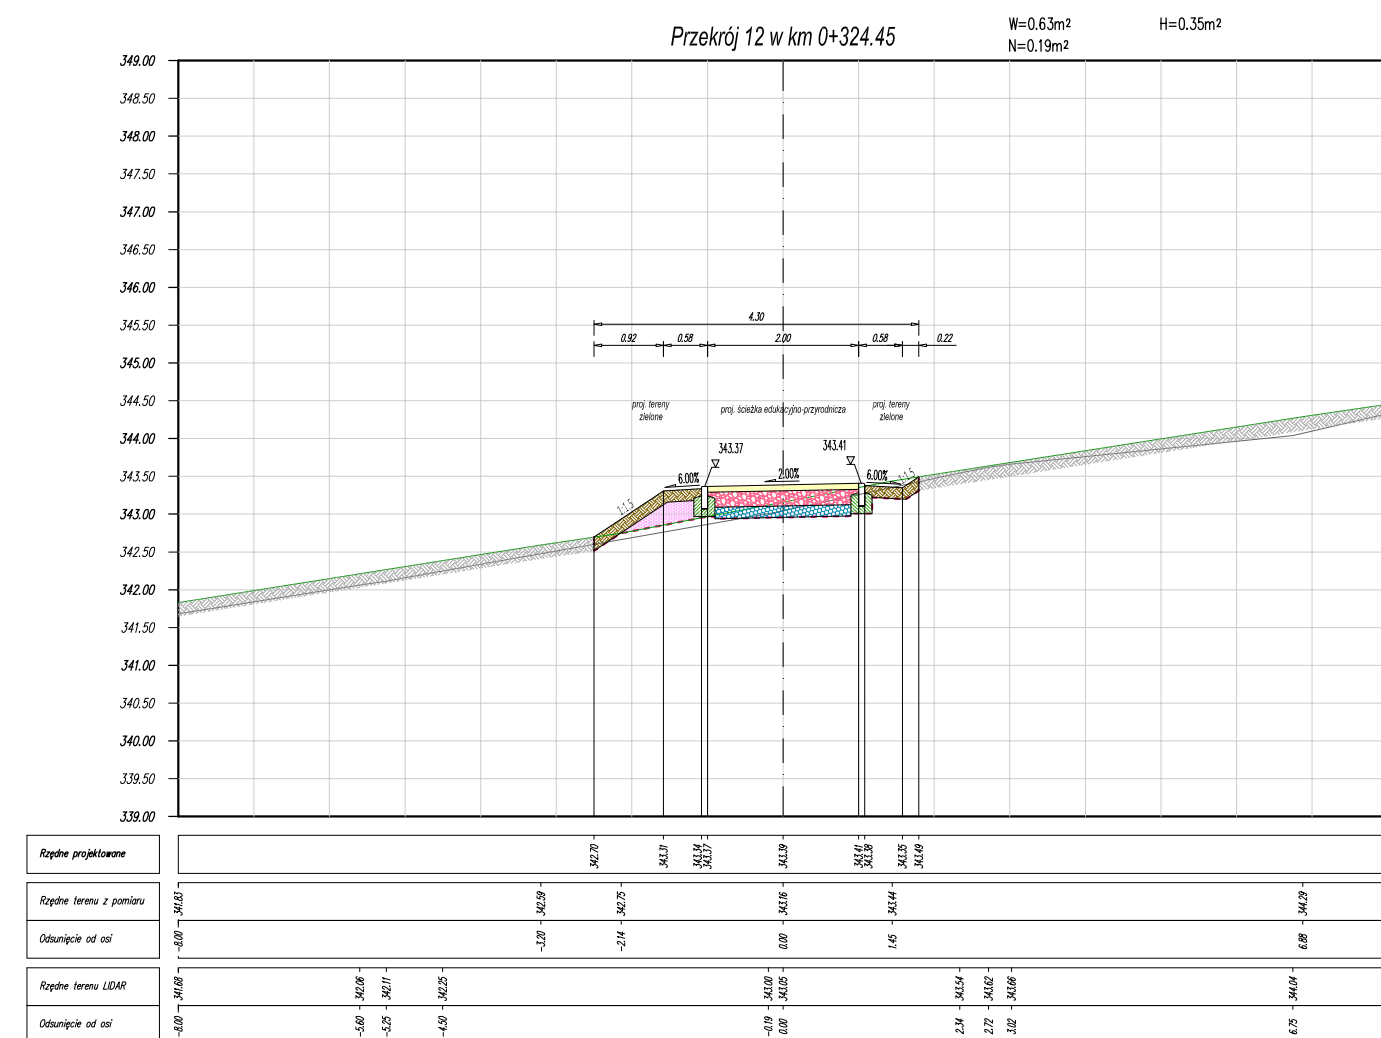 Przekrój 12 w km 0+324.45
W=0.63m² H=0.35m²
N=0.19m²
349.00
348.50
348.00
347.50
347.00
346.50
346.00
345.50
345.00
344.50
344.00
343.50
343.00
342.50
342.00
341.50
341.00
340.50
340.00
339.50
339.00
4.30
0.92 0.58 2.00 0.58 0.22
proj. tereny zielone
proj. ścieżka edukacyjno-przyrodnicza
proj. tereny zielone
343.37 343.41
1:1.5 6.00% 2.00% 6.00% 1:1.5
Rzędne projektowane 342.70 343.31 343.34 343.37 343.39 343.41 343.38 343.35 343.49
Rzędne terenu z pomiaru 341.83 342.59 342.75 343.16 343.44 344.29
Odsunięcie od osi -8.00 -3.20 -2.14 0.00 1.45 6.88
Rzędne terenu LIDAR 341.68 342.06 342.11 342.25 343.00 343.05 343.54 343.62 343.66 344.04
Odsunięcie od osi -8.00 -5.60 -5.25 -4.50 -0.19 0.00 2.34 2.72 3.02 6.75